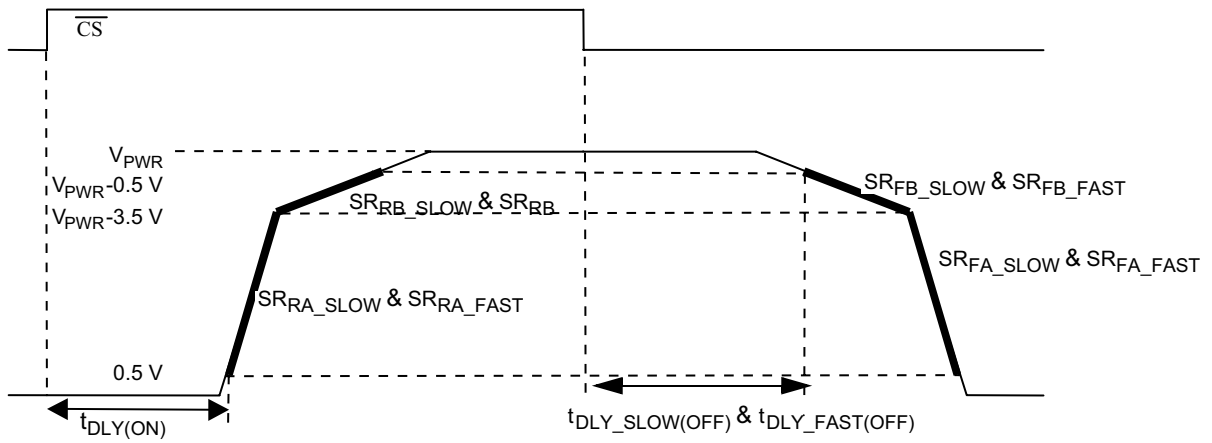 CS
VPWR
VPWR-0.5 V
VPWR-3.5 V
SRRB_SLOW & SRRB
SRFB_SLOW & SRFB_FAST
SRFA_SLOW & SRFA_FAST
SRRA_SLOW & SRRA_FAST
0.5 V
tDLY(ON)
tDLY_SLOW(OFF) & tDLY_FAST(OFF)